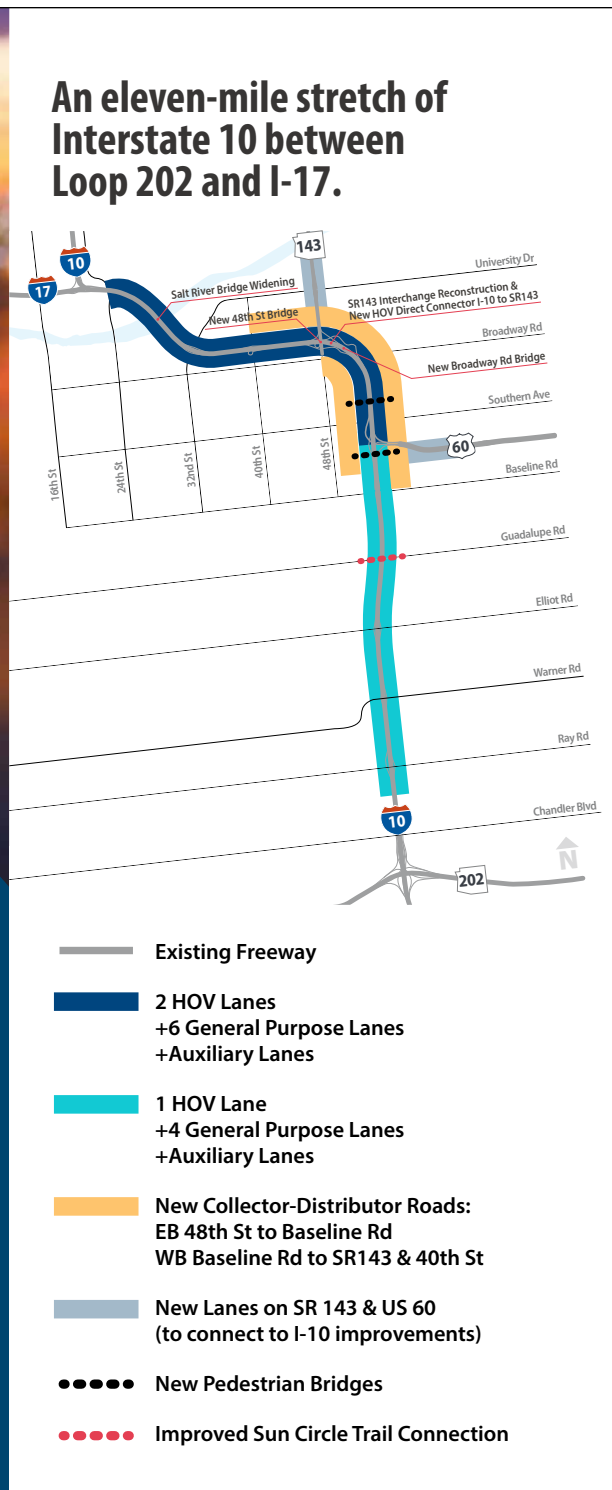 An eleven-mile stretch of
Interstate 10 between
Loop 202 and I-17.
143
10
17
University Dr
Salt River Bridge Widening
SR143 Interchange Reconstruction &
New HOV Direct Connector I-10 to SR143
New 48th St Bridge
Broadway Rd
New Broadway Rd Bridge
Southern Ave
60
16th St
24th St
32nd St
40th St
48th St
Baseline Rd
Guadalupe Rd
Elliot Rd
Warner Rd
Ray Rd
Chandler Blvd
10
N
202
Existing Freeway
2 HOV Lanes
+6 General Purpose Lanes
+Auxiliary Lanes
1 HOV Lane
+4 General Purpose Lanes
+Auxiliary Lanes
New Collector-Distributor Roads:
EB 48th St to Baseline Rd
WB Baseline Rd to SR143 & 40th St
New Lanes on SR 143 & US 60
(to connect to I-10 improvements)
New Pedestrian Bridges
Improved Sun Circle Trail Connection